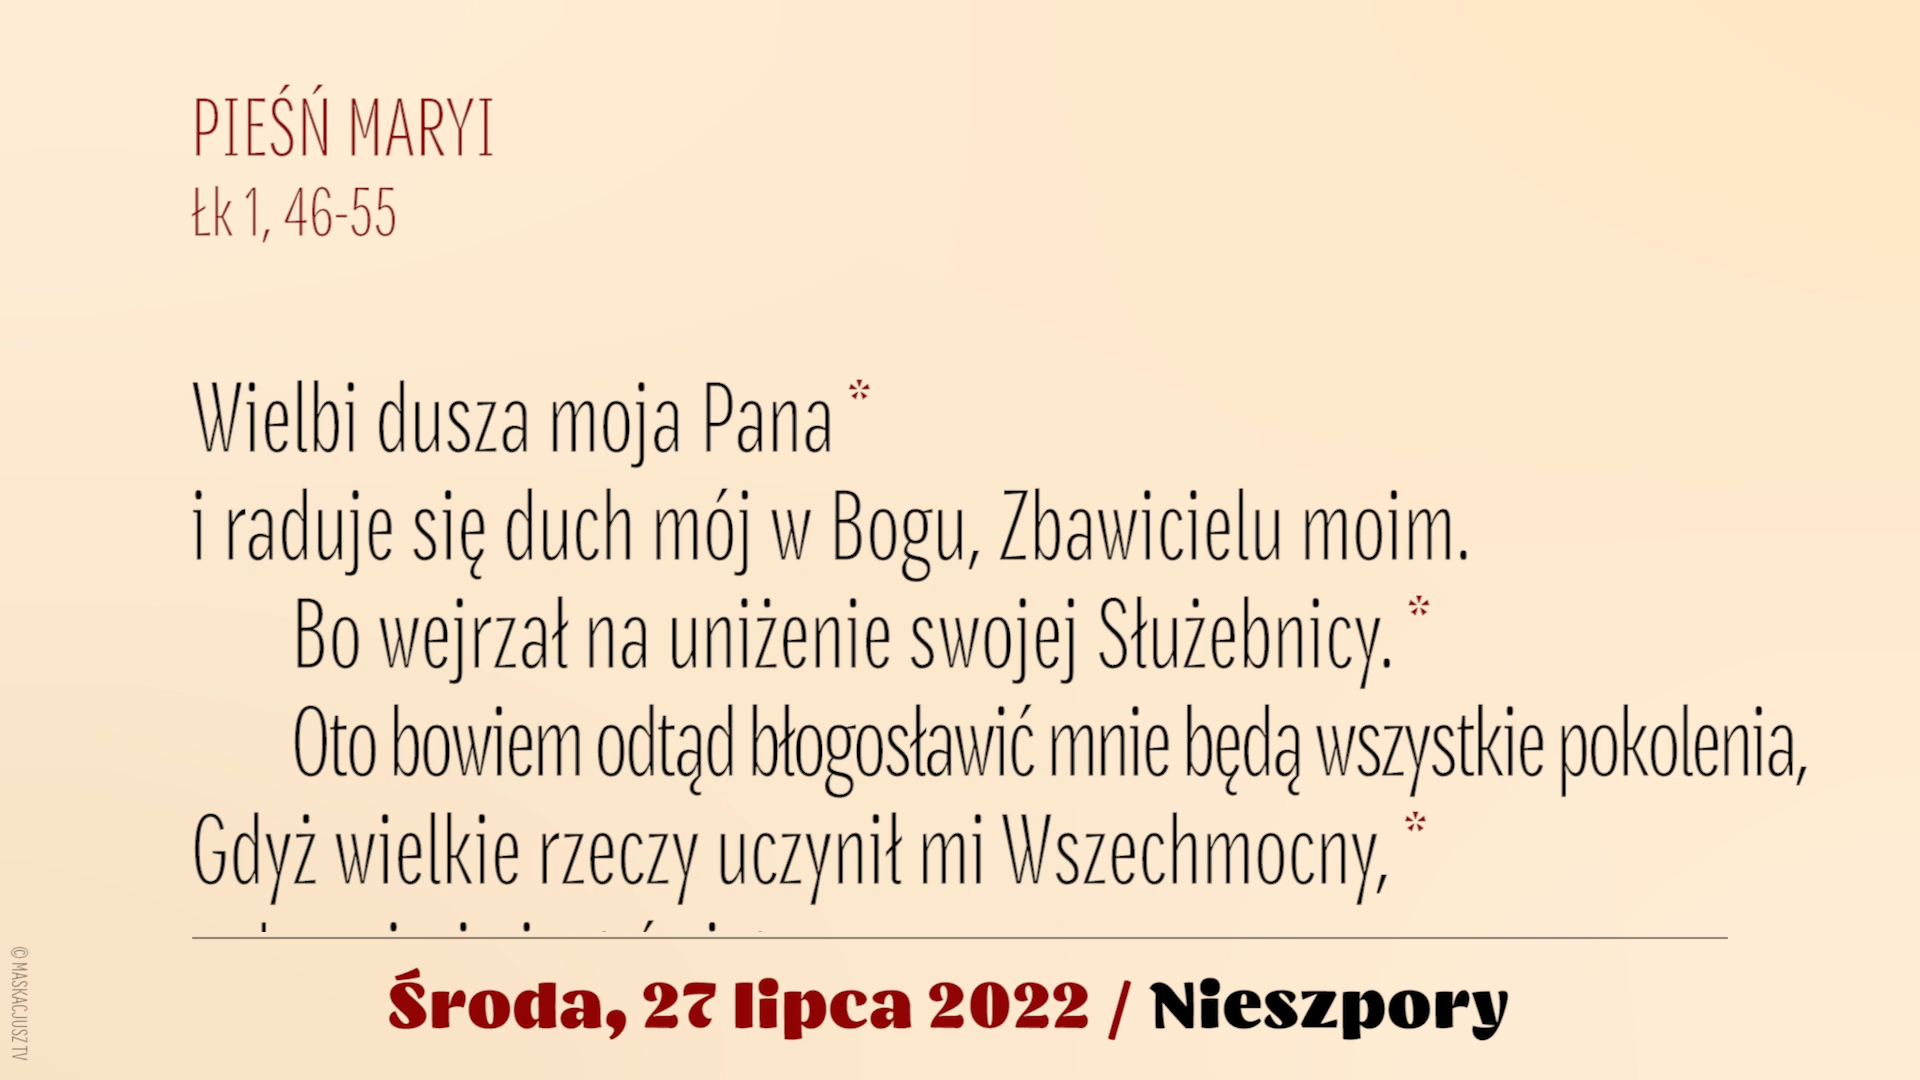 PIEŚŃ MARYI
Łk 1, 46-55
Wielbi dusza moja Pana *
i raduje się duch mój w Bogu, Zbawicielu moim.
Bo wejrzał na uniżenie swojej Służebnicy. *
Oto bowiem odtąd błogosławić mnie będą wszystkie pokolenia,
Gdyż wielkie rzeczy uczynił mi Wszechmocny, *
Środa, 27 lipca 2022 / Nieszpory
© MASKACJUSZ TV